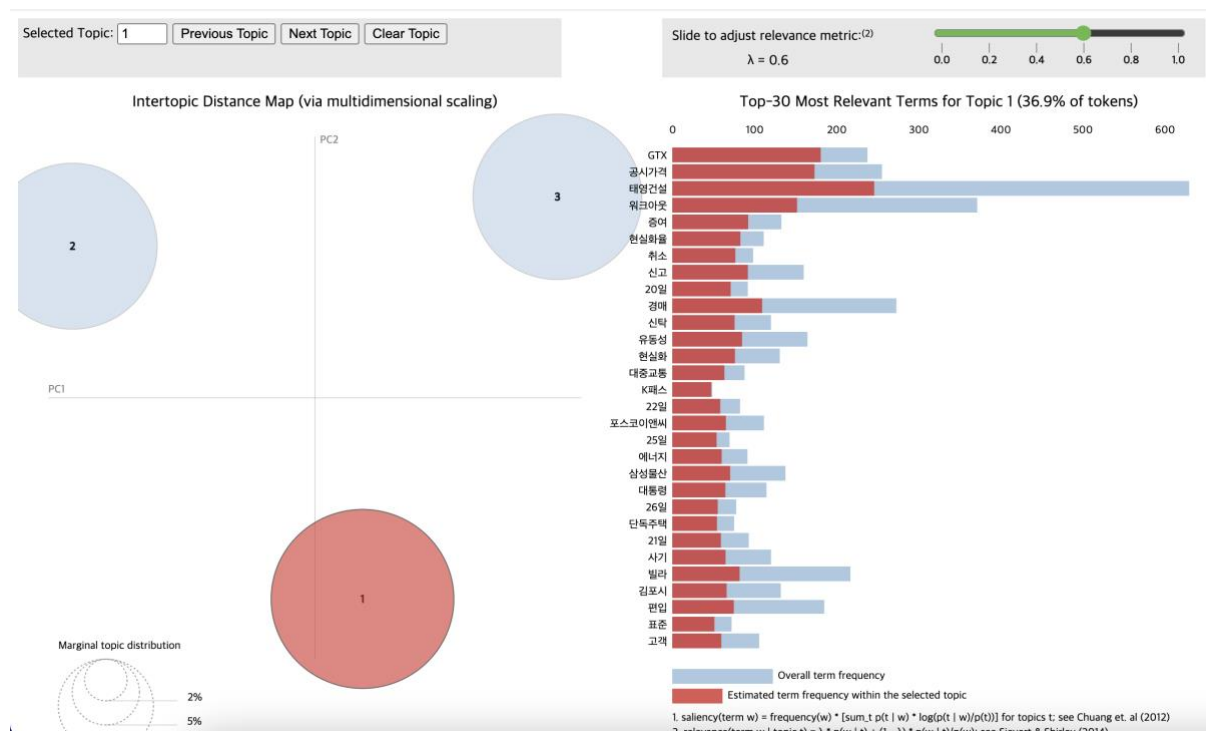 Selected Topic: 1 Previous Topic Next Topic Clear Topic
Slide to adjust relevance metric:(2)
λ = 0.6
0.0 0.2 0.4 0.6 0.8 1.0
Intertopic Distance Map (via multidimensional scaling)
PC2
PC1
2
3
1
Marginal topic distribution
2%
5%
Top-30 Most Relevant Terms for Topic 1 (36.9% of tokens)
0 100 200 300 400 500 600
GTX
공시가격
태영건설
워크아웃
증여
현실화율
취소
신고
20일
경매
신탁
유동성
현실화
대중교통
K패스
22일
포스코이앤씨
25일
에너지
삼성물산
대통령
26일
단독주택
21일
사기
빌라
김포시
편입
표준
고객
Overall term frequency
Estimated term frequency within the selected topic
1. saliency(term w) = frequency(w) * [sum_t p(t | w) * log(p(t | w)/p(t))] for topics t; see Chuang et. al (2012)